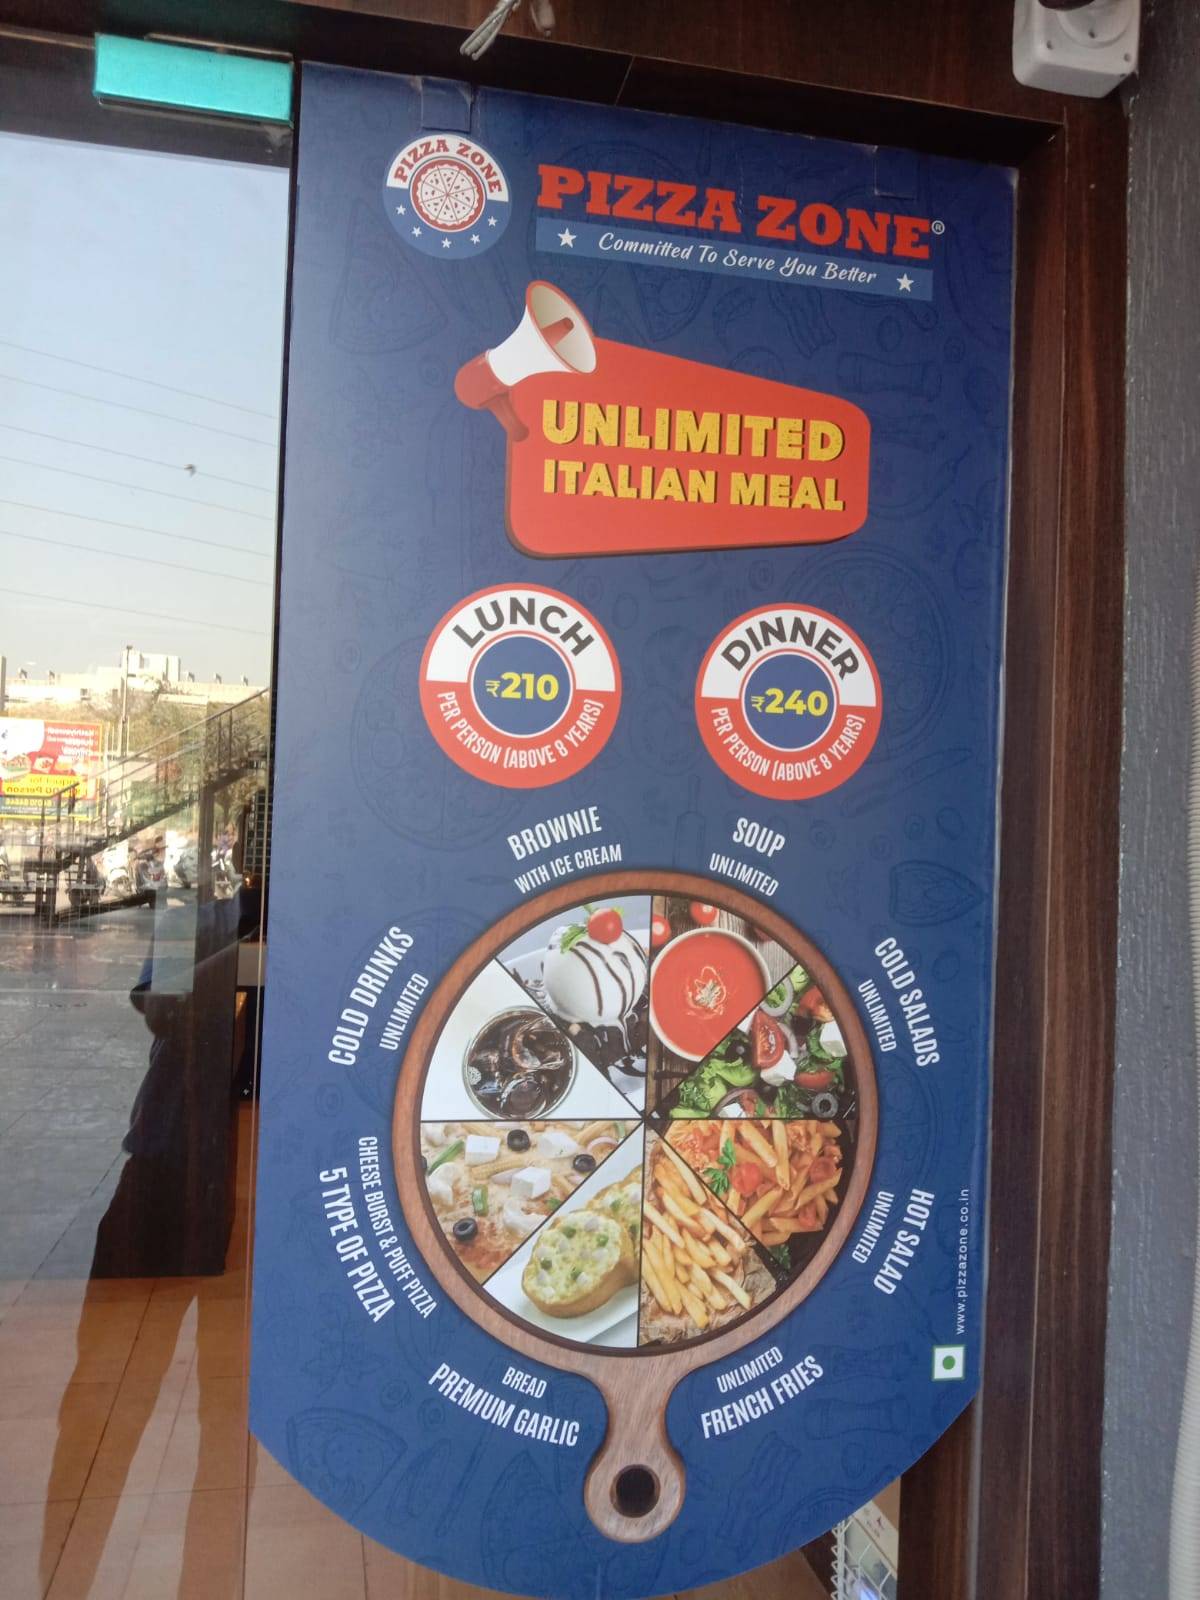 PIZZA ZONE
PIZZA ZONE®
Committed To Serve You Better
UNLIMITED
ITALIAN MEAL
LUNCH
₹210
PER PERSON (ABOVE 8 YEARS)
DINNER
₹240
PER PERSON (ABOVE 8 YEARS)
BROWNIE
WITH ICE CREAM
SOUP
UNLIMITED
COLD DRINKS
UNLIMITED
COLD SALADS
UNLIMITED
CHEESE BURST & PUFF PIZZA
5 TYPE OF PIZZA
HOT SALAD
UNLIMITED
BREAD
PREMIUM GARLIC
UNLIMITED
FRENCH FRIES
www.pizzazone.co.in